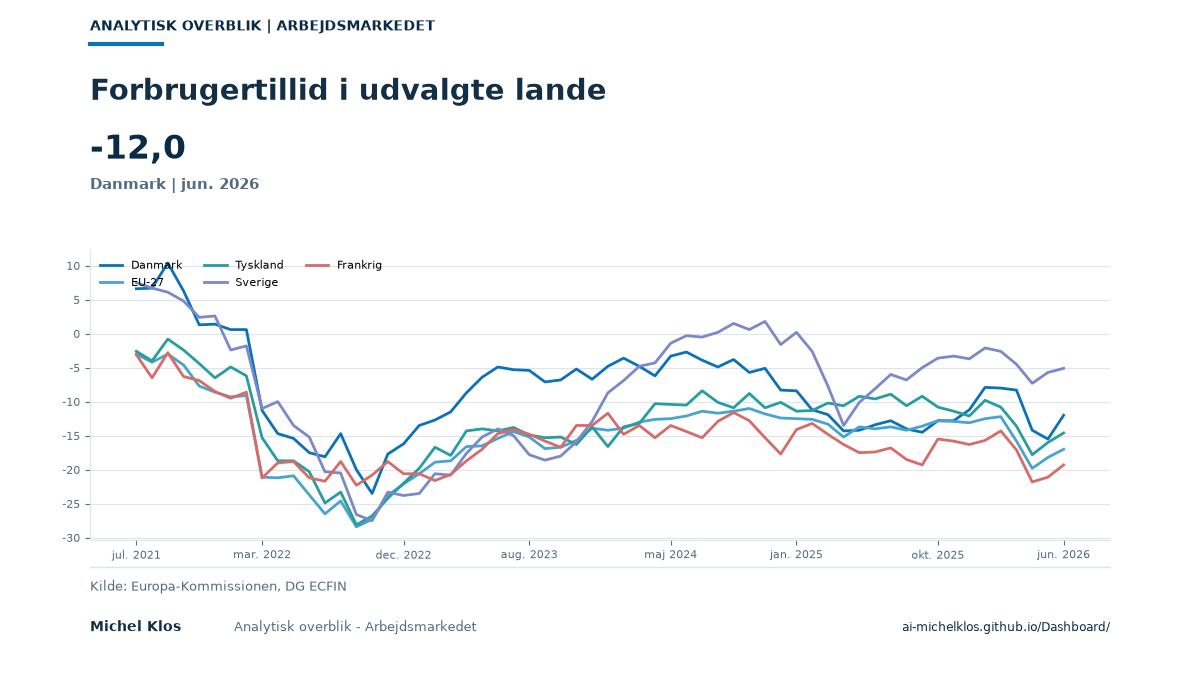 ANALYTISK OVERBLIK | ARBEJDSMARKEDET
Forbrugertillid i udvalgte lande
-12,0
Danmark | jun. 2026
Danmark
Tyskland
Frankrig
EU-27
Sverige
10
5
0
-5
-10
-15
-20
-25
-30
jul. 2021
mar. 2022
dec. 2022
aug. 2023
maj 2024
jan. 2025
okt. 2025
jun. 2026
Kilde: Europa-Kommissionen, DG ECFIN
Michel Klos
Analytisk overblik - Arbejdsmarkedet
ai-michelklos.github.io/Dashboard/